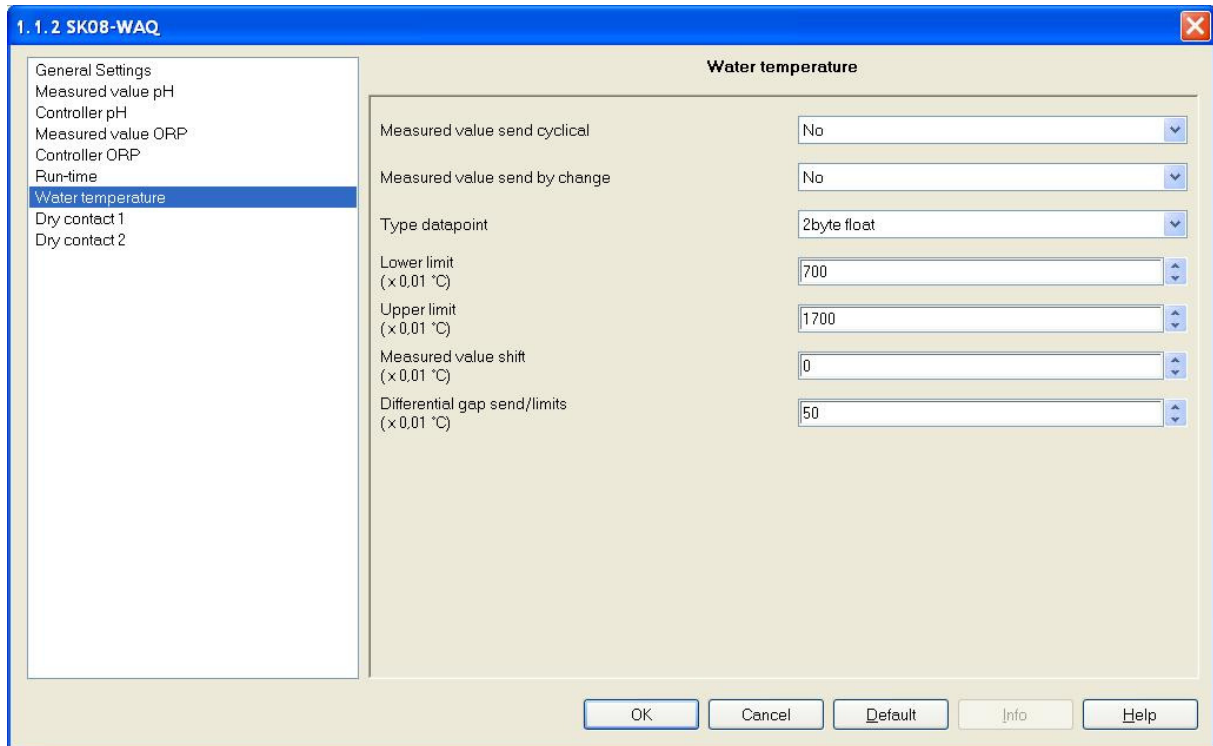 1.1.2 SK08-WAQ
General Settings
Measured value pH
Controller pH
Measured value ORP
Controller ORP
Run-time
Water temperature
Dry contact 1
Dry contact 2
Water temperature
Measured value send cyclical
No
Measured value send by change
No
Type datapoint
2byte float
Lower limit
(x 0,01 °C)
700
Upper limit
(x 0,01 °C)
1700
Measured value shift
(x 0,01 °C)
0
Differential gap send/limits
(x 0,01 °C)
50
OK
Cancel
Default
Info
Help